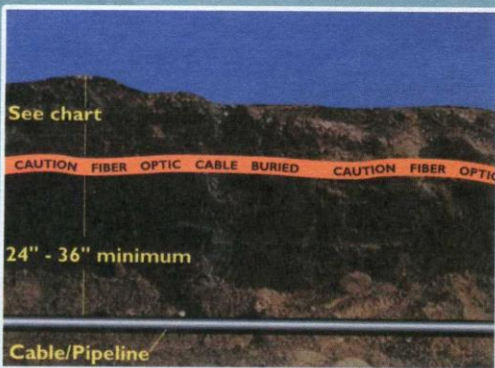 See chart
CAUTION FIBER OPTIC CABLE BURIED CAUTION FIBER OPTIC
24" - 36" minimum
Cable/Pipeline